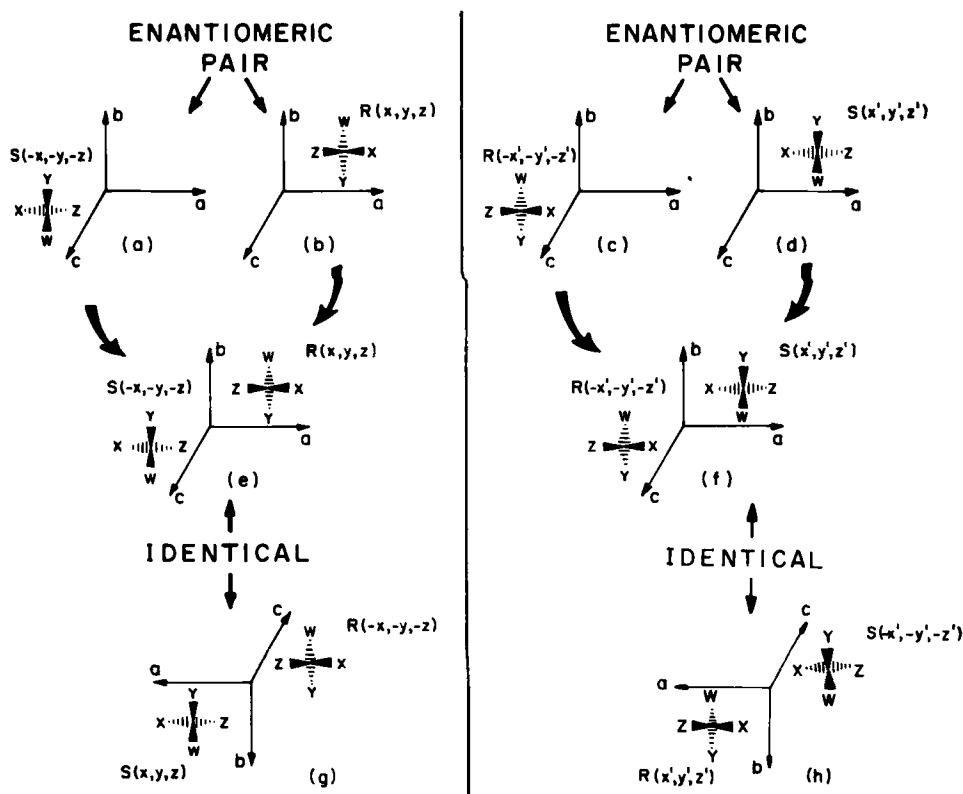 ENANTIOMERIC
PAIR
b
S(-x,-y,-z)
Y
X Z
W
a
c
(a)
b
R(x,y,z)
W
Z X
Y
a
c
(b)
b
S(-x,-y,-z)
Y
X Z
W
R(x,y,z)
W
Z X
Y
a
c
(e)
IDENTICAL
c
R(-x,-y,-z)
W
Z X
Y
a
Y
X Z
W
b
S(x,y,z)
(g)
ENANTIOMERIC
PAIR
b
R(-x',-y',-z')
W
Z X
Y
a
c
(c)
b
S(x',y',z')
Y
X Z
W
a
c
(d)
b
R(-x',-y',-z')
W
Z X
Y
S(x',y',z')
Y
X Z
W
a
c
(f)
IDENTICAL
c
S(-x',-y',-z')
Y
X Z
W
a
W
Z X
Y
b
R(x',y',z')
(h)